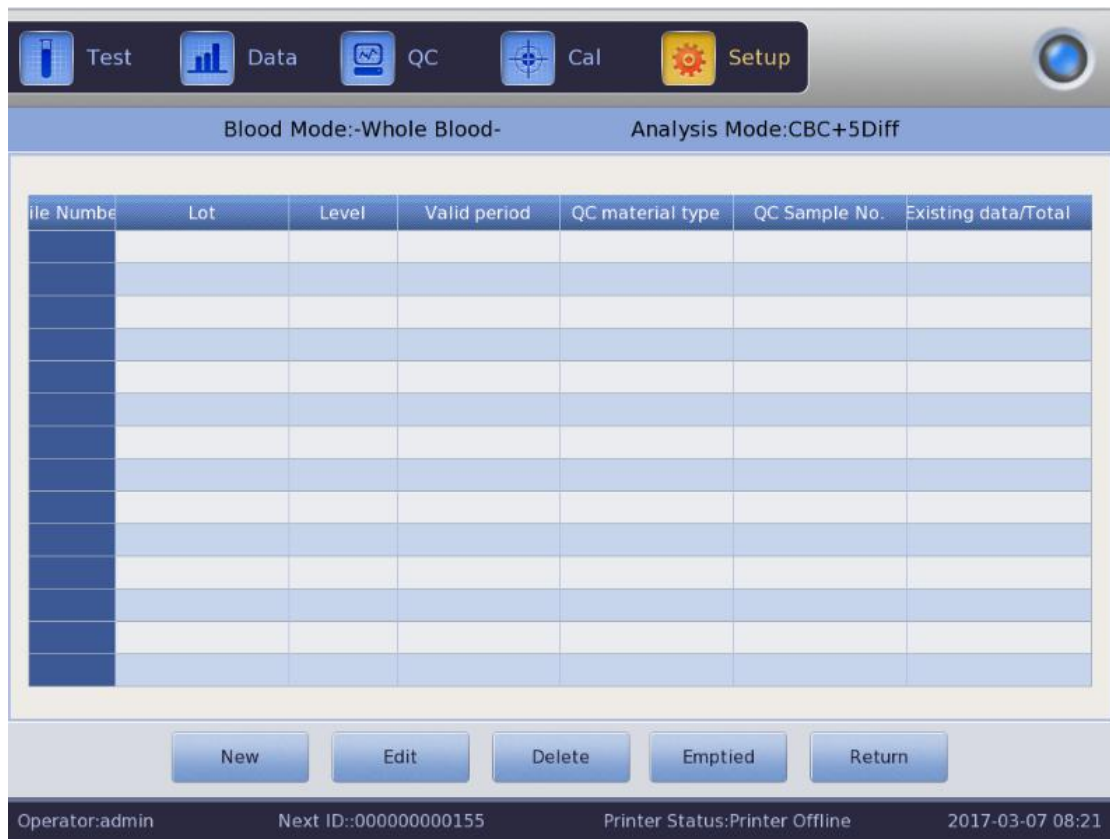 Test Data QC Cal Setup
Blood Mode:-Whole Blood- Analysis Mode:CBC+5Diff
ile Numbe Lot Level Valid period QC material type QC Sample No. Existing data/Total
New Edit Delete Emptied Return
Operator:admin Next ID::000000000155 Printer Status:Printer Offline 2017-03-07 08:21